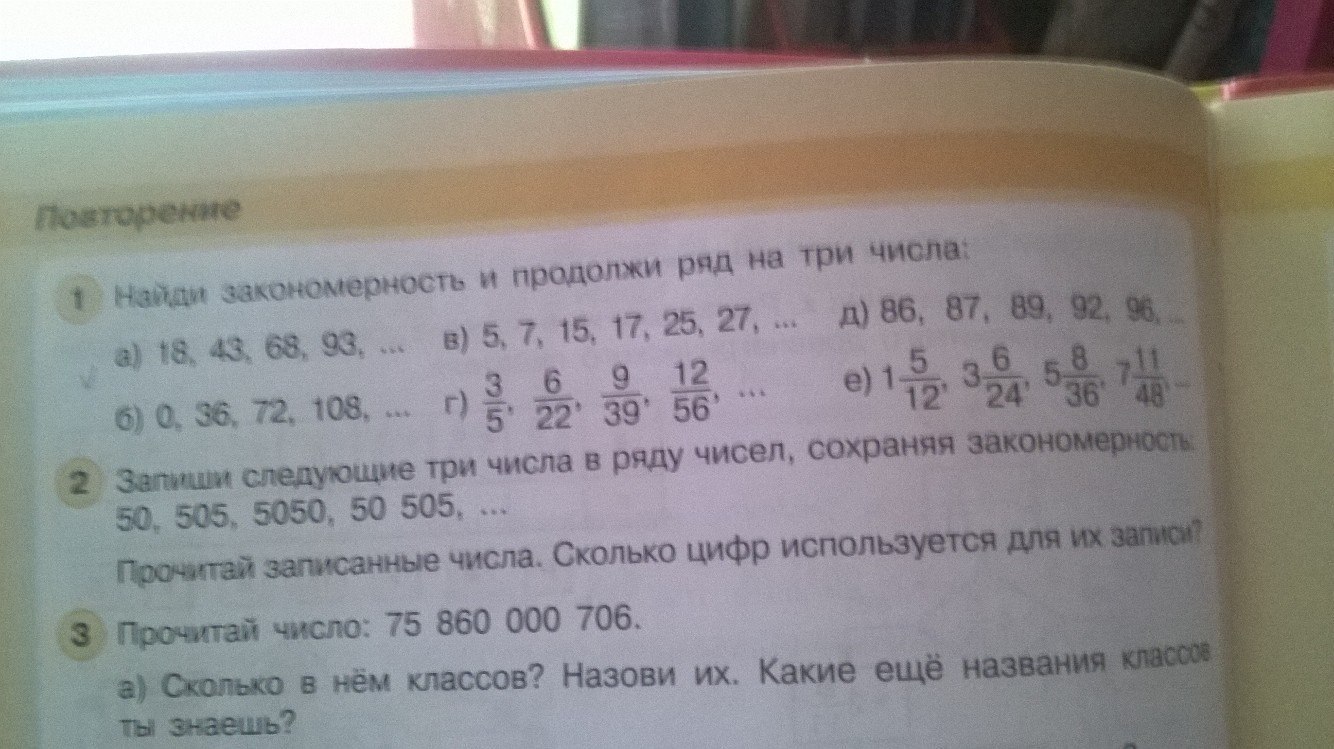 Повторение
1 Найди закономерность и продолжи ряд на три числа:
а) 18, 43, 68, 93, ... в) 5, 7, 15, 17, 25, 27, ... д) 86, 87, 89, 92, 96, ...
б) 0, 36, 72, 108, ... г) 3/5, 6/22, 9/39, 12/56, ... е) 1 5/12, 3 6/24, 5 8/36, 7 11/48, ...
2 Запиши следующие три числа в ряду чисел, сохраняя закономерность:
50, 505, 5050, 50 505, ...
Прочитай записанные числа. Сколько цифр используется для их записи?
3 Прочитай число: 75 860 000 706.
а) Сколько в нём классов? Назови их. Какие ещё названия классов
ты знаешь?